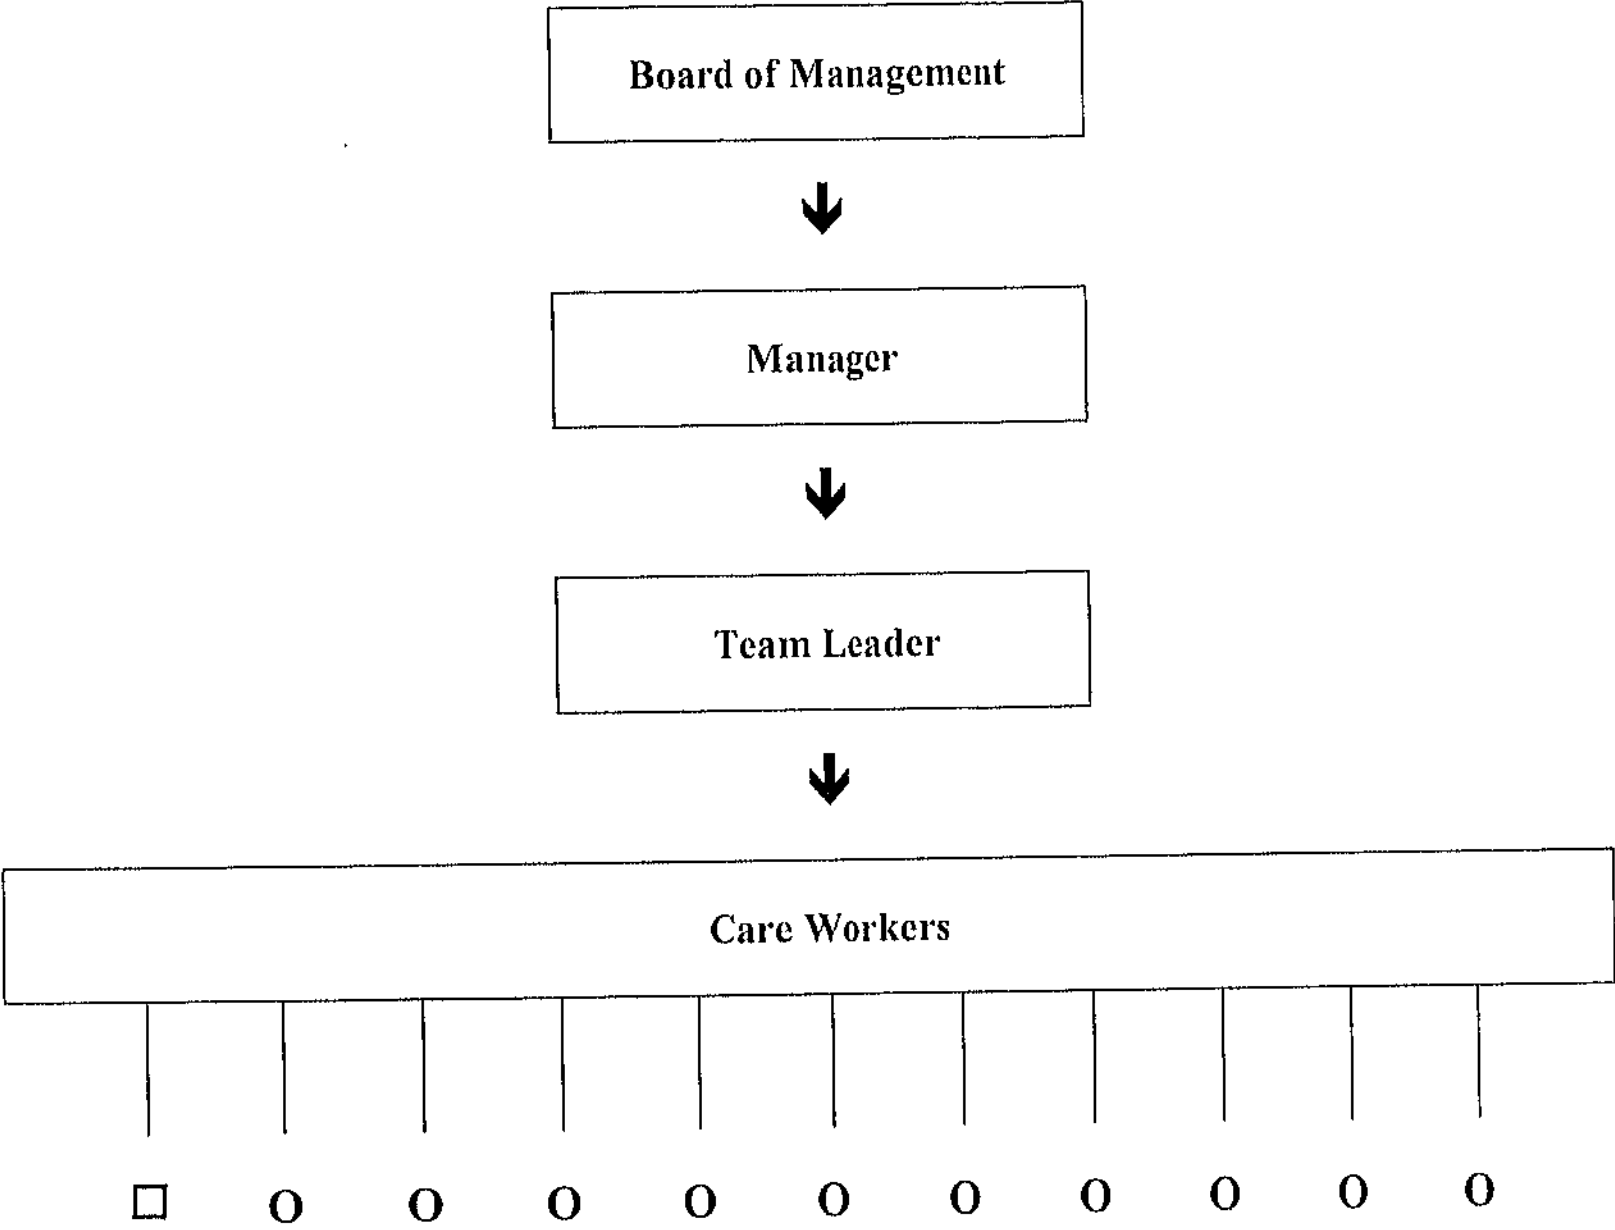 Board of Management
Manager
Team Leader
Care Workers
□ O O O O O O O O O O